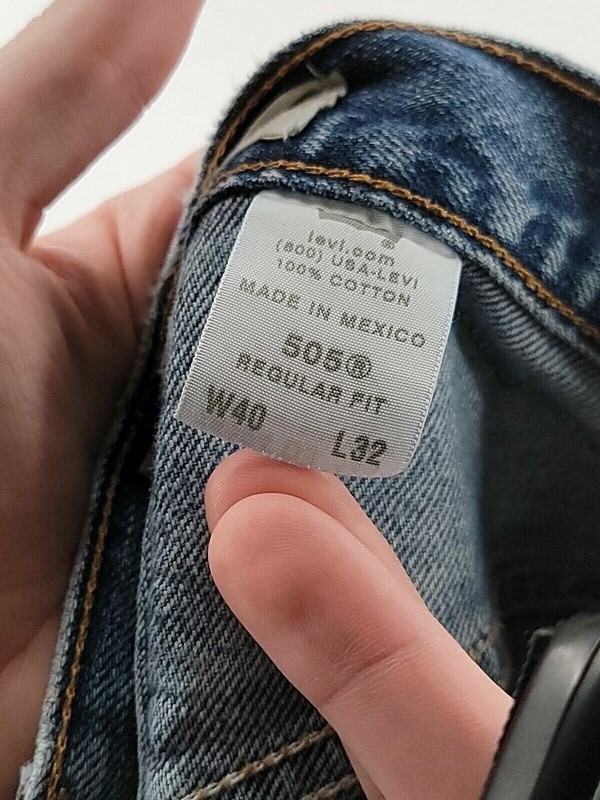 ®
levi.com
(800) USA-LEVI
100% COTTON
MADE IN MEXICO
505®
REGULAR FIT
W40 L32